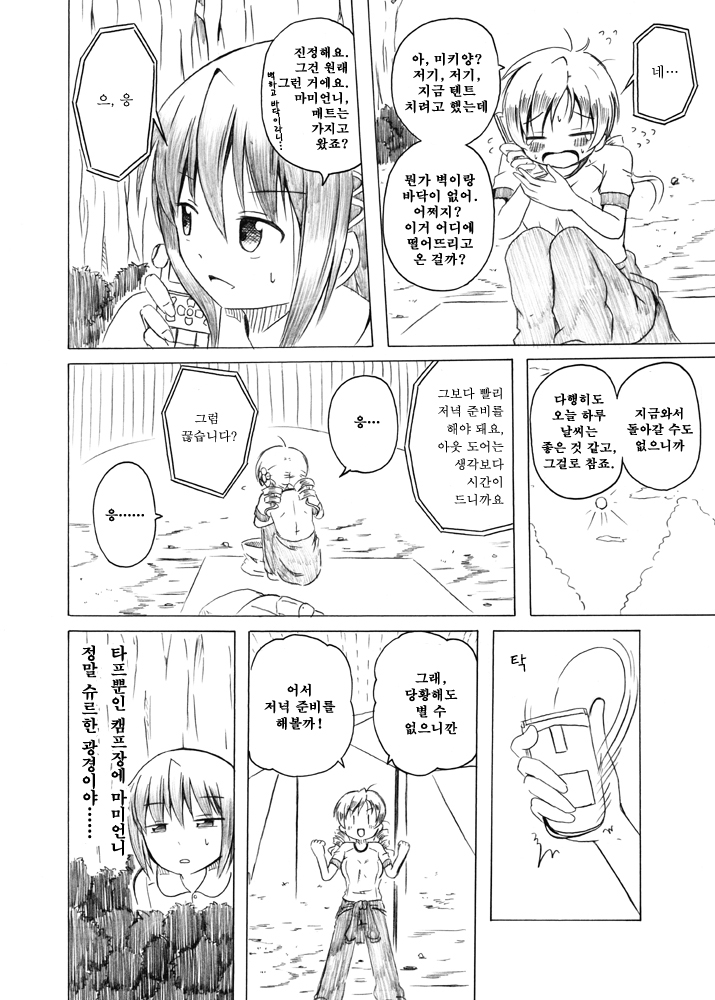 네…
아, 미키양?
저기, 저기,
지금 텐트
치려고 했는데
뭔가 벽이랑
바닥이 없어.
어쩌지?
이거 어디에
떨어뜨리고
온 걸까?
진정해요.
그건 원래
그런 거에요.
마미언니,
매트는
가지고
왔죠?
벽하고 바닥이라니…
으, 응
지금와서
돌아갈 수도
없으니까
다행히도
오늘 하루
날씨는
좋은 것 같고,
그걸로 참죠.
그보다 빨리
저녁 준비를
해야 돼요,
아웃 도어는
생각보다
시간이
드니까요
응…
그럼
끊습니다?
응……
탁
그래,
당황해도
별 수
없으니깐
어서
저녁 준비를
해볼까!
타프뿐인 캠프장에 마미언니
정말 슈르한 광경이야……